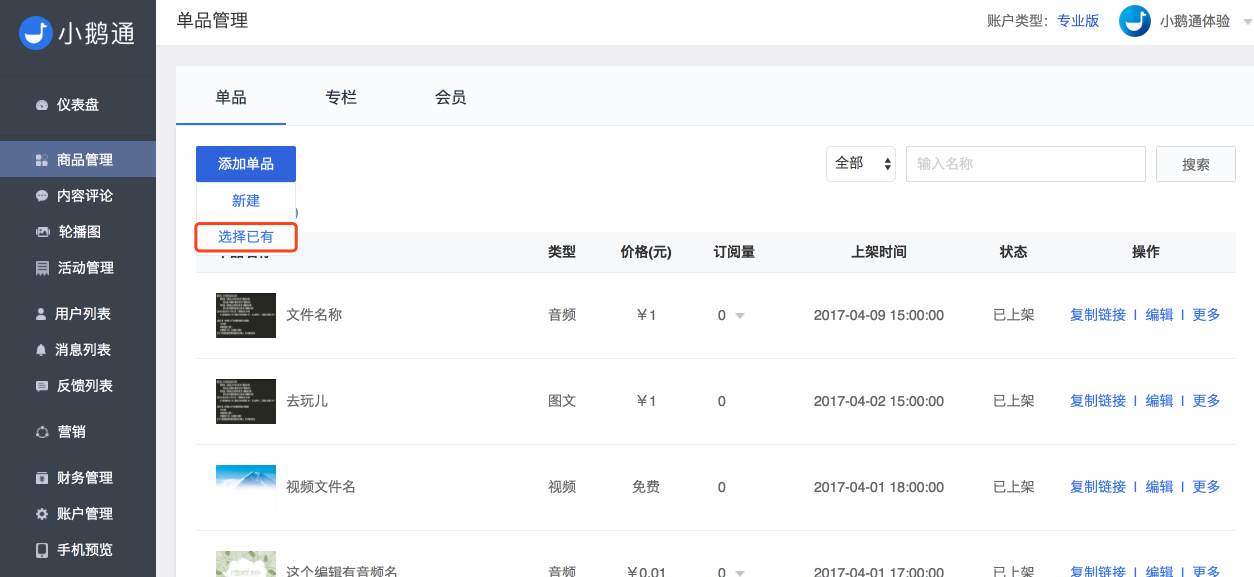 小鹅通
单品管理
账户类型：专业版
小鹅通体验
仪表盘
商品管理
内容评论
轮播图
活动管理
用户列表
消息列表
反馈列表
营销
财务管理
账户管理
手机预览
单品 专栏 会员
添加单品
新建
选择已有
全部
输入名称
搜索
类型 价格(元) 订阅量 上架时间 状态 操作
文件名称 音频 ￥1 0 2017-04-09 15:00:00 已上架 复制链接 | 编辑 | 更多
去玩儿 图文 ￥1 0 2017-04-02 15:00:00 已上架 复制链接 | 编辑 | 更多
视频文件名 视频 免费 0 2017-04-01 18:00:00 已上架 复制链接 | 编辑 | 更多
这个编辑有音频名 音频 ￥0.01 0 2017-04-01 17:00:00 已上架 复制链接 | 编辑 | 更多